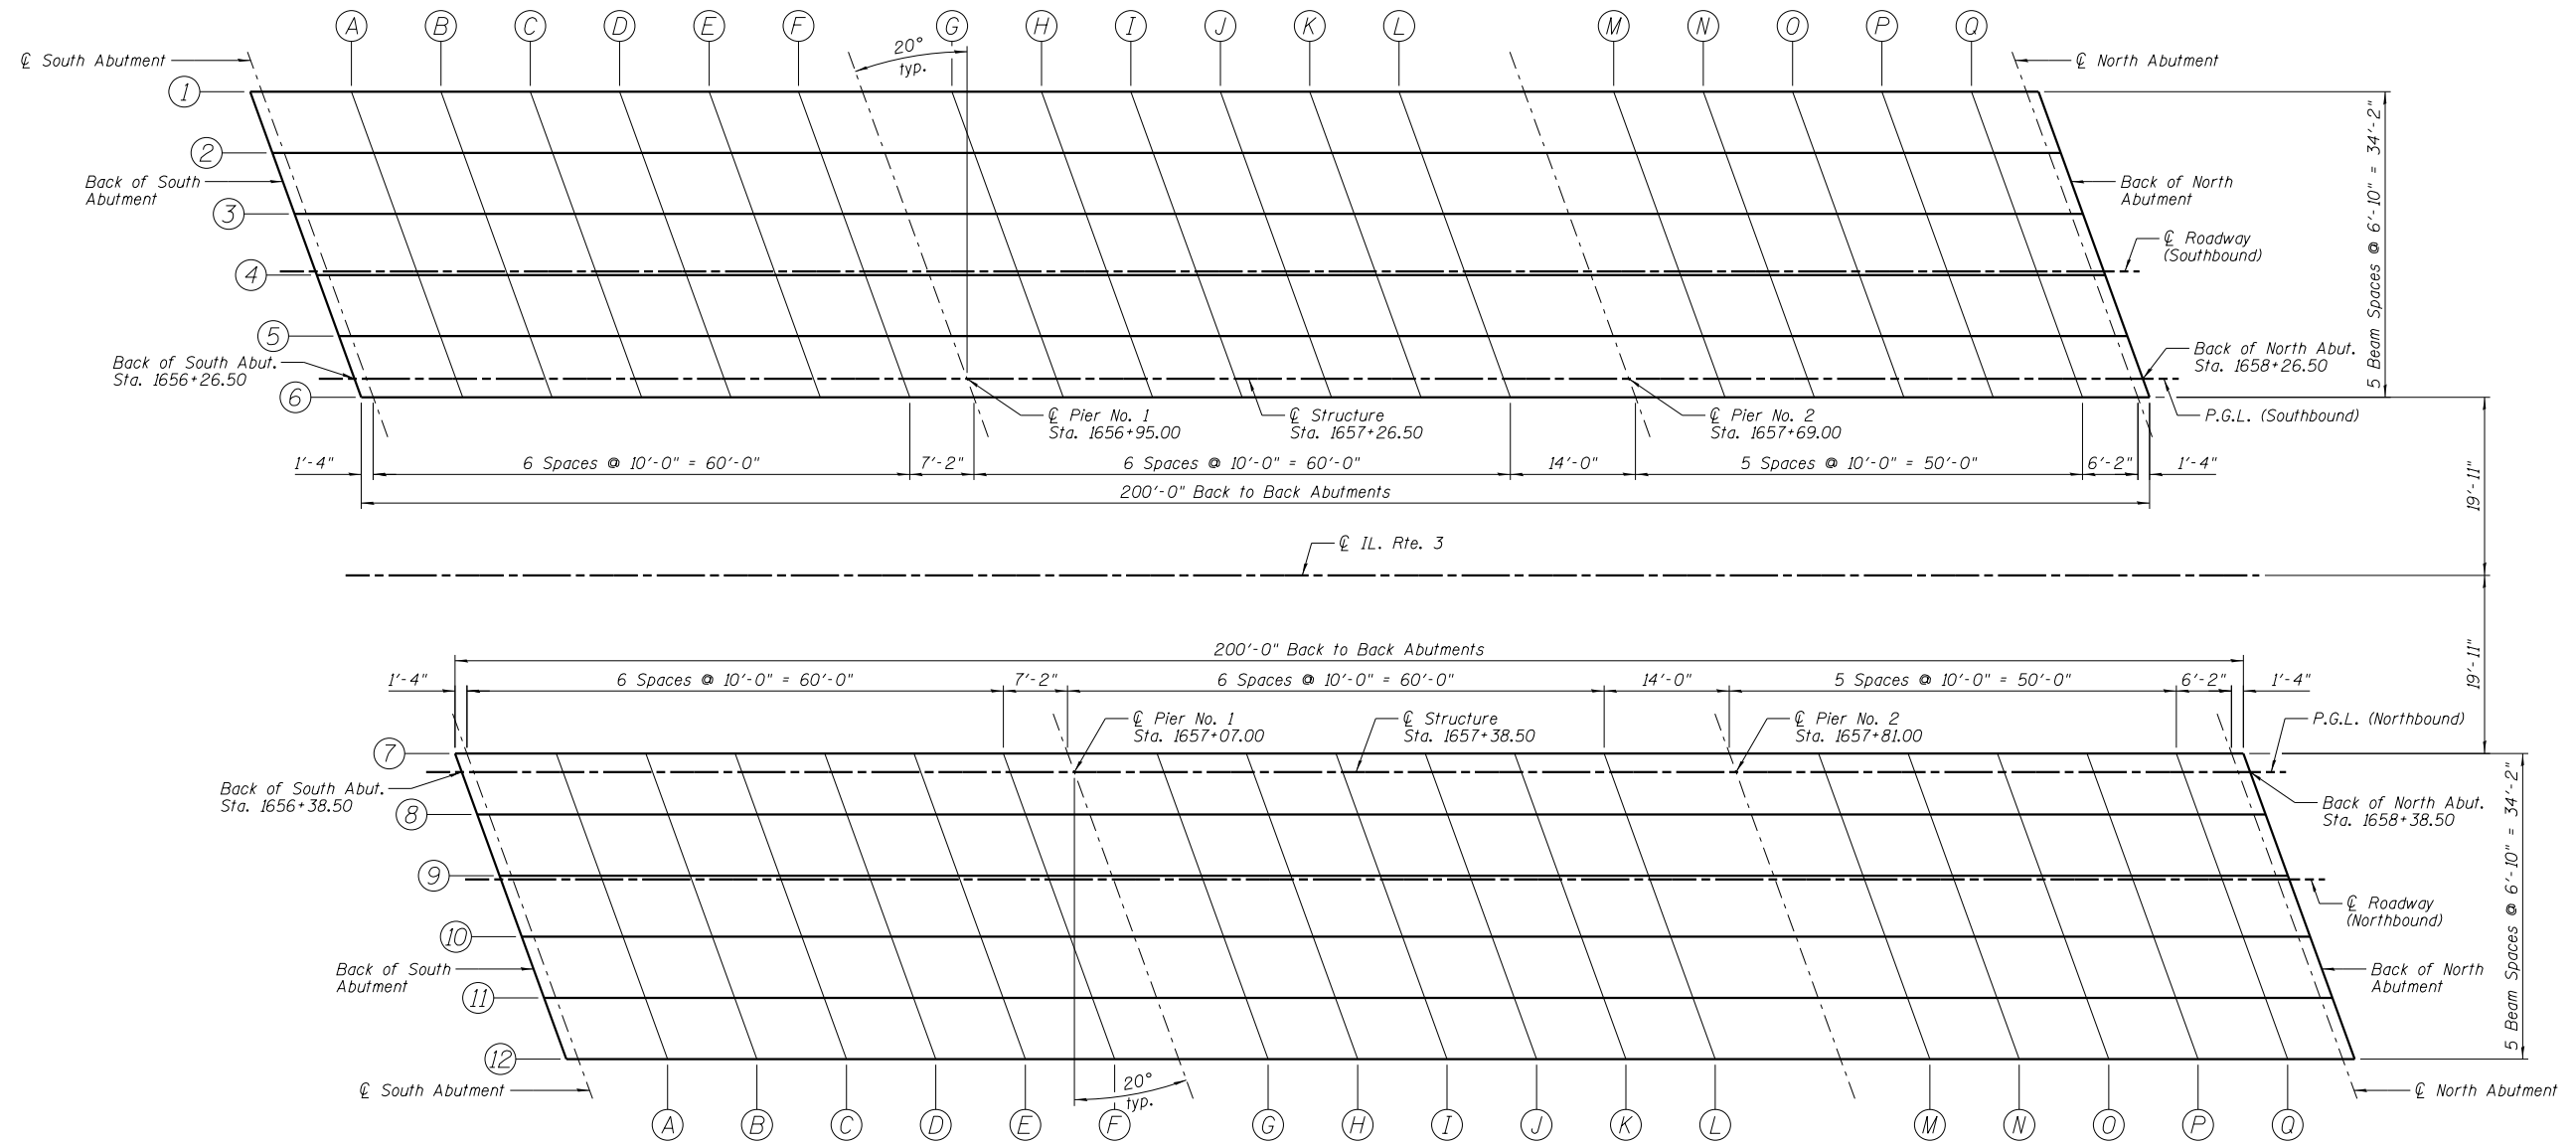 A B C D E F G H I J K L M N O P Q
℄ South Abutment
20°
typ.
℄ North Abutment
1
2
Back of South
Abutment
3
4
5
Back of South Abut.
Sta. 1656+26.50
6
Back of North
Abutment
℄ Roadway
(Southbound)
5 Beam Spaces @ 6'-10" = 34'-2"
Back of North Abut.
Sta. 1658+26.50
P.G.L. (Southbound)
℄ Pier No. 1
Sta. 1656+95.00
℄ Structure
Sta. 1657+26.50
℄ Pier No. 2
Sta. 1657+69.00
1'-4"
6 Spaces @ 10'-0" = 60'-0"
7'-2"
6 Spaces @ 10'-0" = 60'-0"
14'-0"
5 Spaces @ 10'-0" = 50'-0"
6'-2"
1'-4"
200'-0" Back to Back Abutments
19'-11"
℄ IL. Rte. 3
19'-11"
200'-0" Back to Back Abutments
1'-4"
6 Spaces @ 10'-0" = 60'-0"
7'-2"
6 Spaces @ 10'-0" = 60'-0"
14'-0"
5 Spaces @ 10'-0" = 50'-0"
6'-2"
1'-4"
℄ Pier No. 1
Sta. 1657+07.00
℄ Structure
Sta. 1657+38.50
℄ Pier No. 2
Sta. 1657+81.00
P.G.L. (Northbound)
7
Back of South Abut.
Sta. 1656+38.50
8
9
10
Back of South
Abutment
11
12
Back of North Abut.
Sta. 1658+38.50
℄ Roadway
(Northbound)
5 Beam Spaces @ 6'-10" = 34'-2"
Back of North
Abutment
℄ South Abutment
20°
typ.
℄ North Abutment
A B C D E F G H I J K L M N O P Q